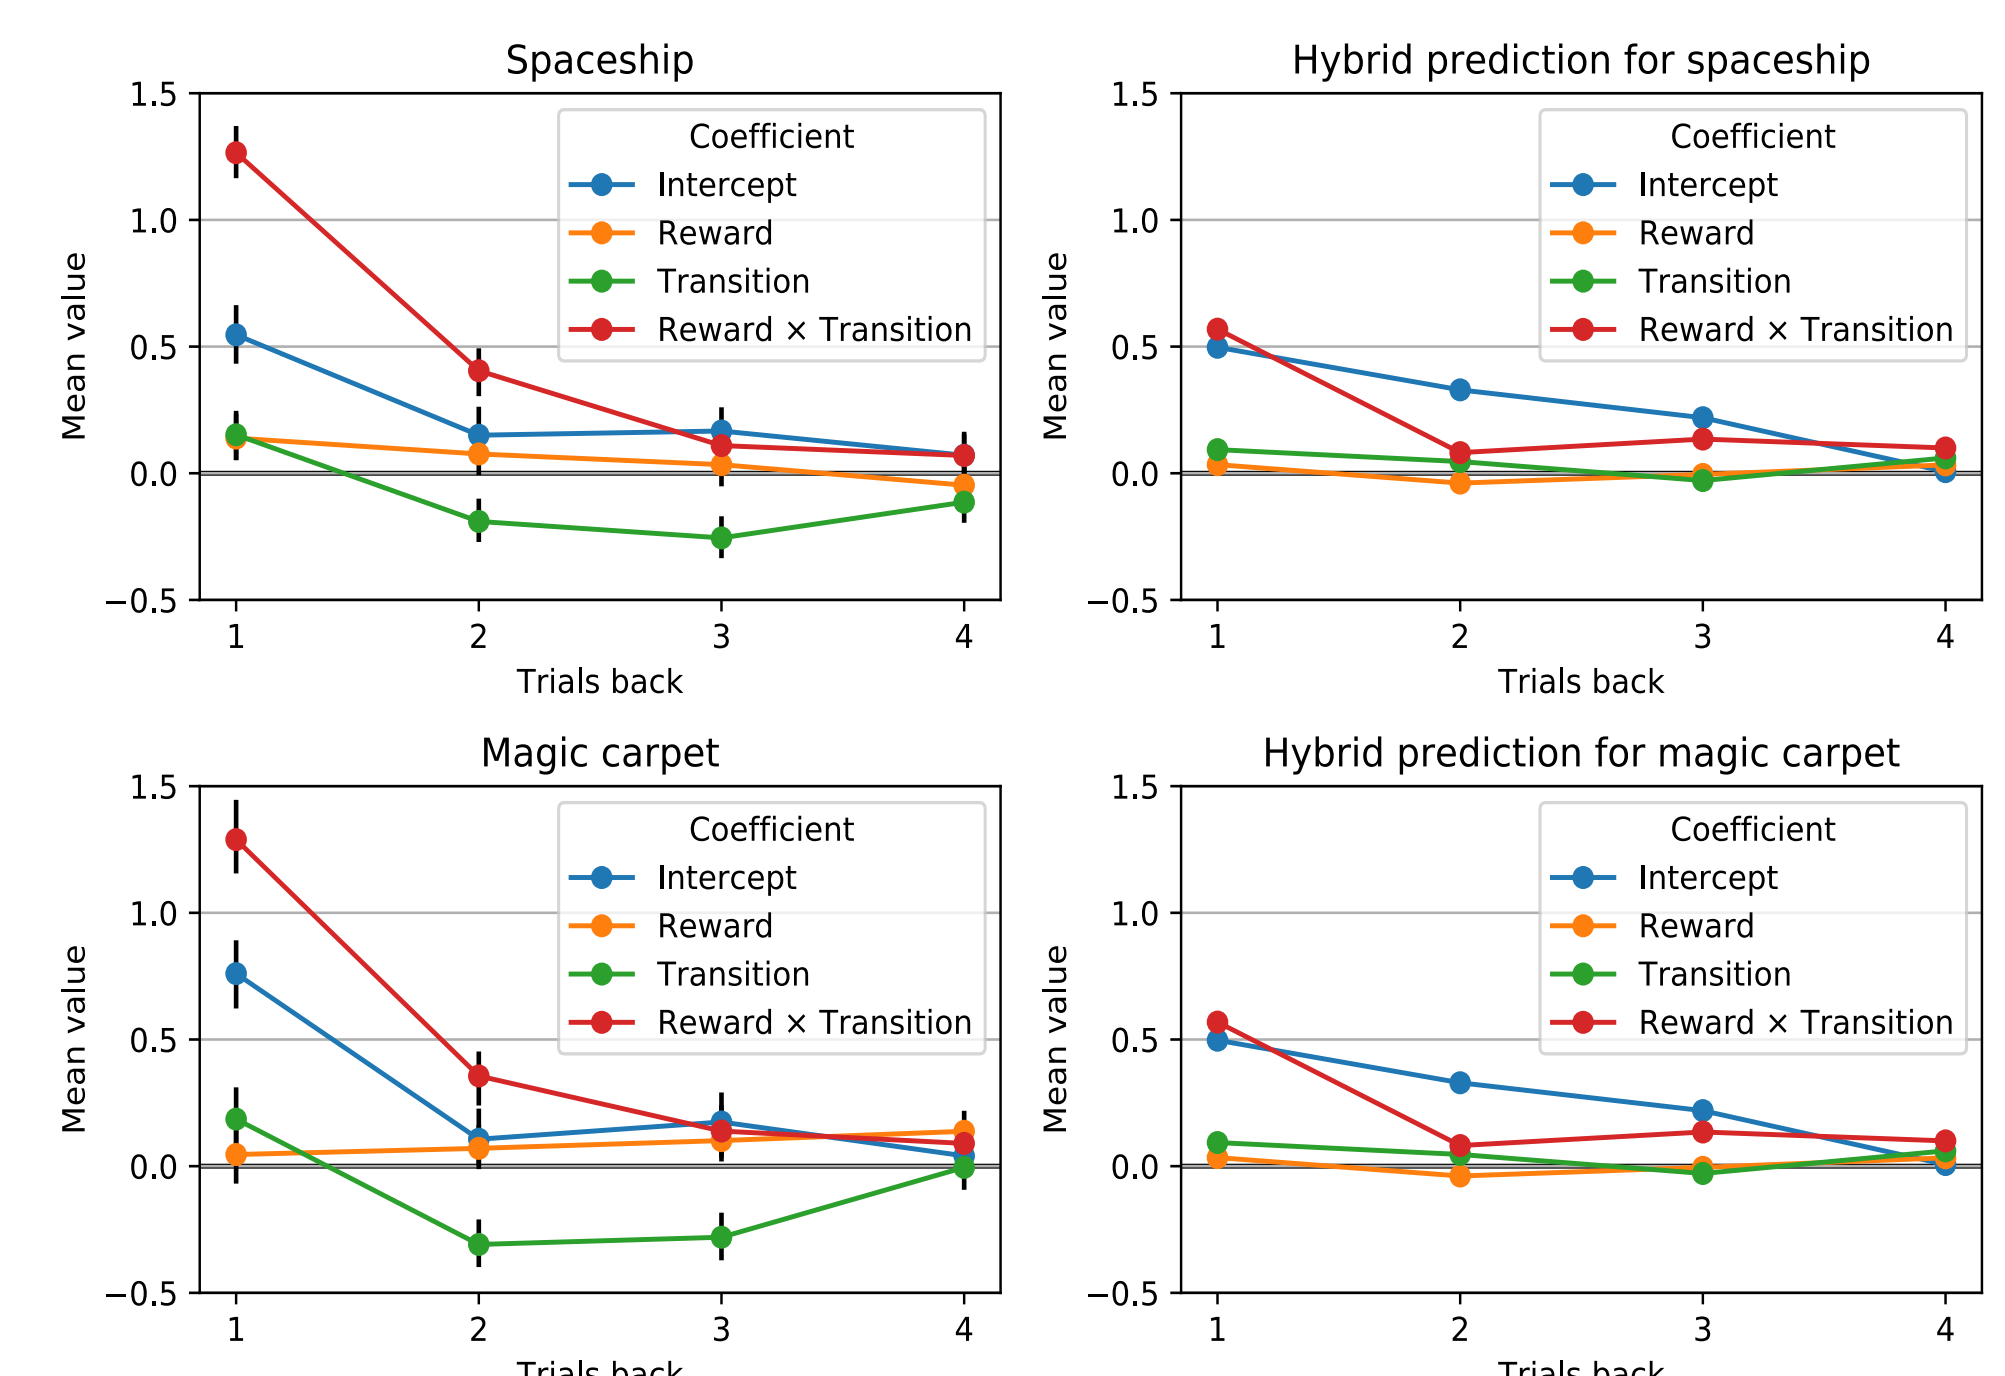 Spaceship
1.5
1.0
0.5
0.0
−0.5
Mean value
Coefficient
Intercept
Reward
Transition
Reward × Transition
1 2 3 4
Trials back
Hybrid prediction for spaceship
1.5
1.0
0.5
0.0
−0.5
Mean value
Coefficient
Intercept
Reward
Transition
Reward × Transition
1 2 3 4
Trials back
Magic carpet
1.5
1.0
0.5
0.0
−0.5
Mean value
Coefficient
Intercept
Reward
Transition
Reward × Transition
1 2 3 4
Trials back
Hybrid prediction for magic carpet
1.5
1.0
0.5
0.0
−0.5
Mean value
Coefficient
Intercept
Reward
Transition
Reward × Transition
1 2 3 4
Trials back